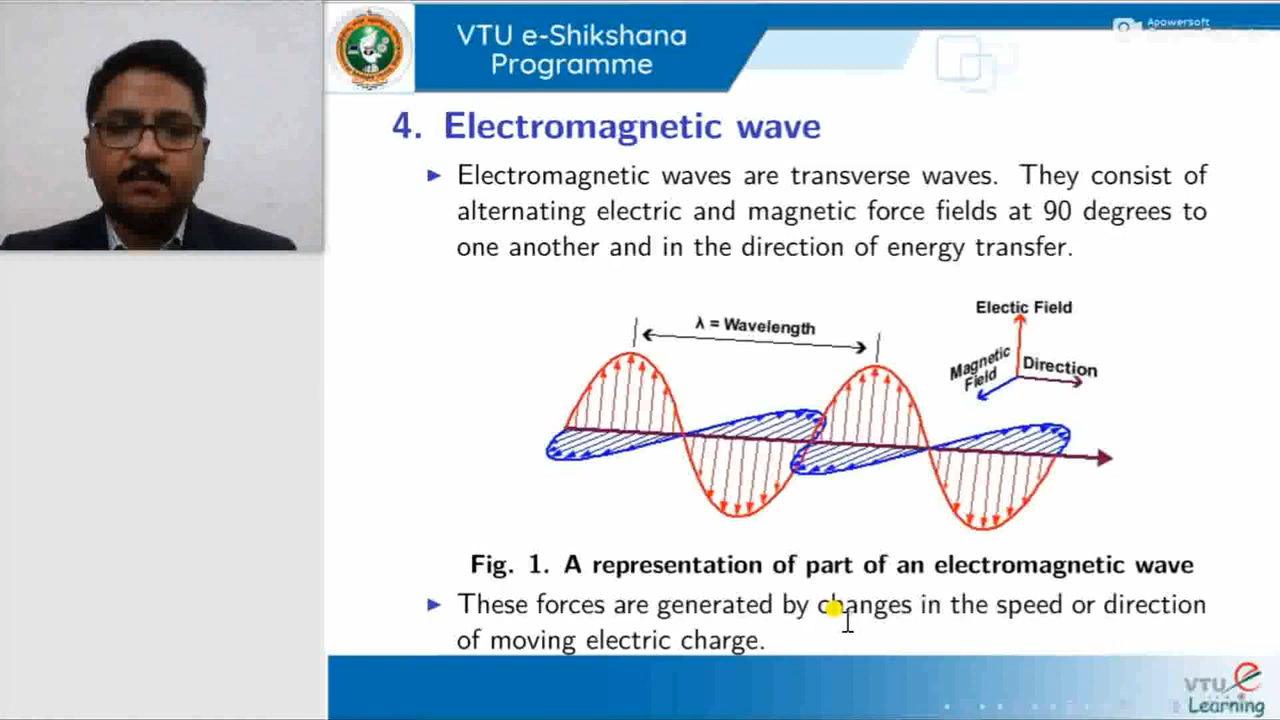 VTU e-Shikshana
Programme
Apowersoft
4. Electromagnetic wave
Electromagnetic waves are transverse waves. They consist of
alternating electric and magnetic force fields at 90 degrees to
one another and in the direction of energy transfer.
λ = Wavelength
Electic Field
Magnetic
Field
Direction
Fig. 1. A representation of part of an electromagnetic wave
These forces are generated by changes in the speed or direction
of moving electric charge.
VTU e
Learning